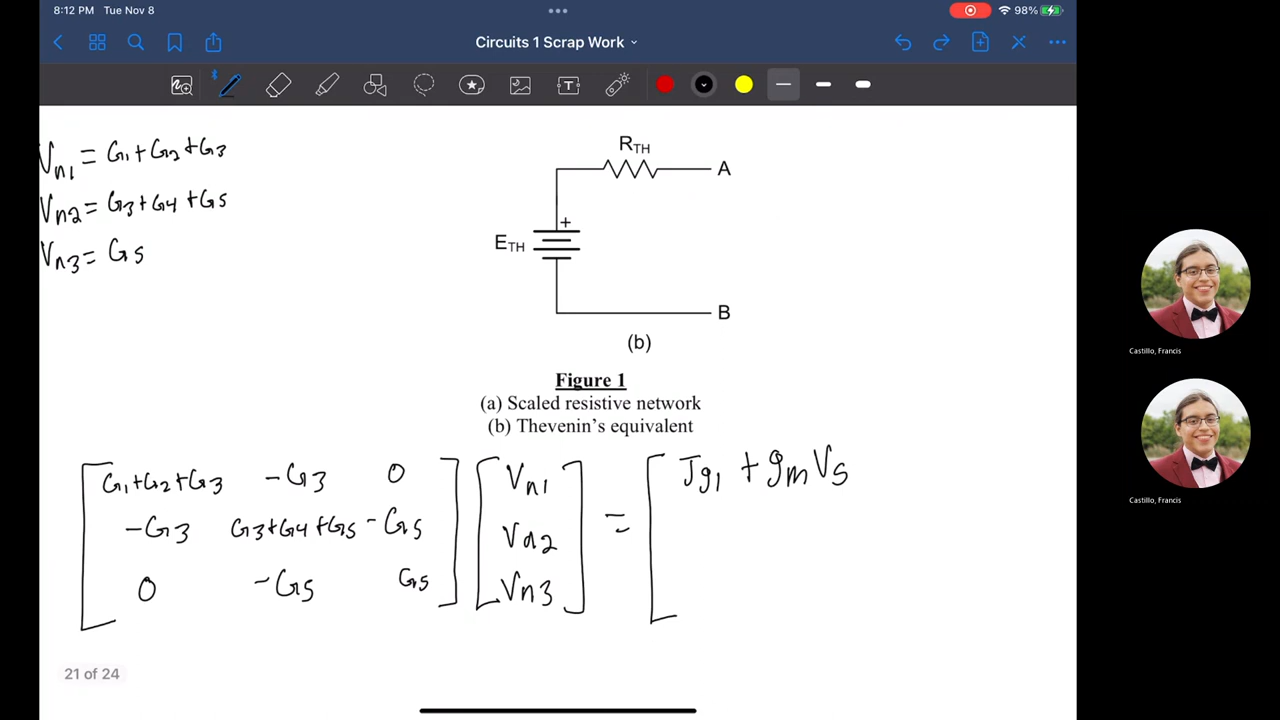 8:12 PM Tue Nov 8
98%
Circuits 1 Scrap Work
T
Vn1 = G1+G2+G3
Vn2 = G3+G4+G5
Vn3 = G5
RTH
A
+
ETH
B
(b)
Figure 1
(a) Scaled resistive network
(b) Thevenin's equivalent
G1+G2+G3 -G3 0 Vn1 = Jg1 + gmVs
-G3 G3+G4+G5 -G5 Vn2
0 -G5 G5 Vn3
21 of 24
Castillo, Francis
Castillo, Francis